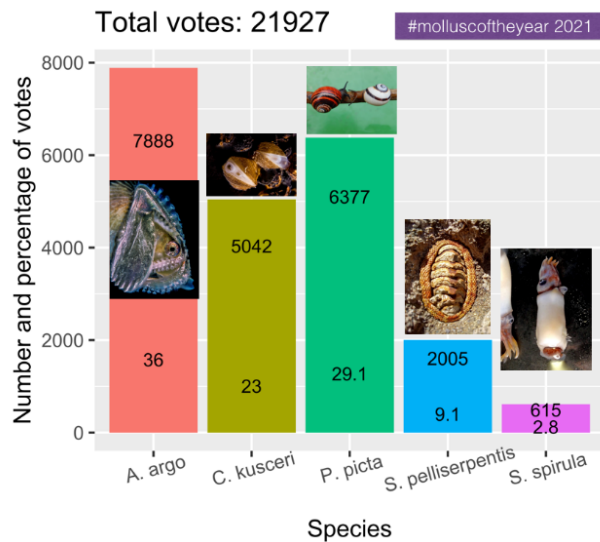 Total votes: 21927
#molluscoftheyear 2021
Number and percentage of votes
8000
6000
4000
2000
0
7888
36
5042
23
6377
29.1
2005
9.1
615
2.8
A. argo
C. kusceri
P. picta
S. pelliserpentis
S. spirula
Species